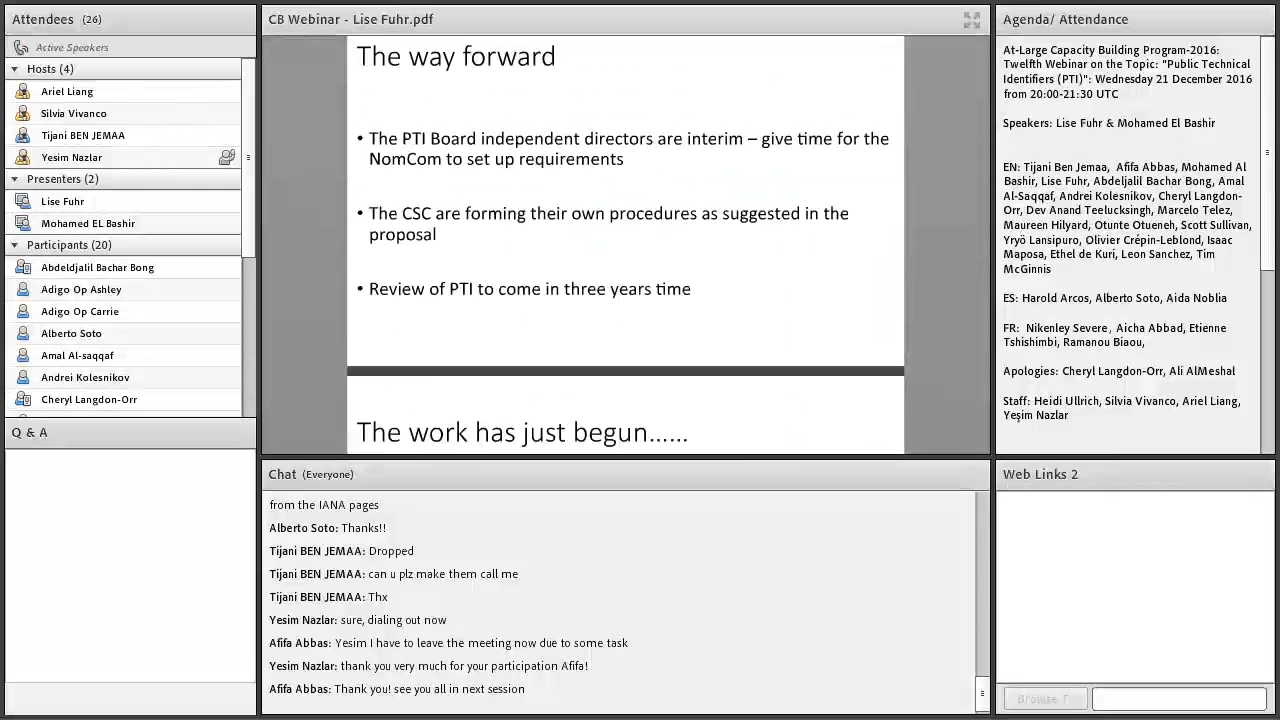 Attendees (26)
Active Speakers
Hosts (4)
Ariel Liang
Silvia Vivanco
Tijani BEN JEMAA
Yesim Nazlar
Presenters (2)
Lise Fuhr
Mohamed EL Bashir
Participants (20)
Abdeldjalil Bachar Bong
Adigo Op Ashley
Adigo Op Carrie
Alberto Soto
Amal Al-saqqaf
Andrei Kolesnikov
Cheryl Langdon-Orr
Q & A
CB Webinar - Lise Fuhr.pdf
The way forward
• The PTI Board independent directors are interim – give time for the
NomCom to set up requirements
• The CSC are forming their own procedures as suggested in the
proposal
• Review of PTI to come in three years time
The work has just begun......
Chat (Everyone)
from the IANA pages
Alberto Soto: Thanks!!
Tijani BEN JEMAA: Dropped
Tijani BEN JEMAA: can u plz make them call me
Tijani BEN JEMAA: Thx
Yesim Nazlar: sure, dialing out now
Afifa Abbas: Yesim I have to leave the meeting now due to some task
Yesim Nazlar: thank you very much for your participation Afifa!
Afifa Abbas: Thank you! see you all in next session
Agenda/ Attendance
At-Large Capacity Building Program-2016:
Twelfth Webinar on the Topic: "Public Technical
Identifiers (PTI)": Wednesday 21 December 2016
from 20:00-21:30 UTC
Speakers: Lise Fuhr & Mohamed El Bashir
EN: Tijani Ben Jemaa, Afifa Abbas, Mohamed Al
Bashir, Lise Fuhr, Abdeljalil Bachar Bong, Amal
Al-Saqqaf, Andrei Kolesnikov, Cheryl Langdon-
Orr, Dev Anand Teelucksingh, Marcelo Telez,
Maureen Hilyard, Otunte Otueneh, Scott Sullivan,
Yryö Lansipuro, Olivier Crépin-Leblond, Isaac
Maposa, Ethel de Kuri, Leon Sanchez, Tim
McGinnis
ES: Harold Arcos, Alberto Soto, Aida Noblia
FR: Nikenley Severe, Aicha Abbad, Etienne
Tshishimbi, Ramanou Biaou,
Apologies: Cheryl Langdon-Orr, Ali AlMeshal
Staff: Heidi Ullrich, Silvia Vivanco, Ariel Liang,
Yeşim Nazlar
Web Links 2
Browse T